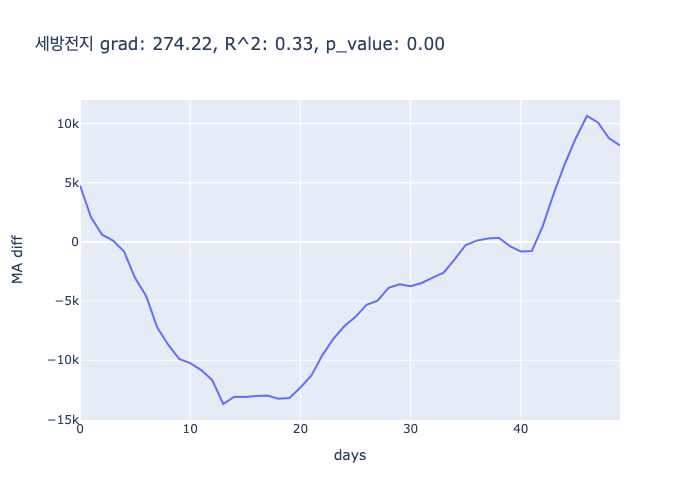 세방전지 grad: 274.22, R^2: 0.33, p_value: 0.00
10k
5k
0
−5k
−10k
−15k
MA diff
0 10 20 30 40
days